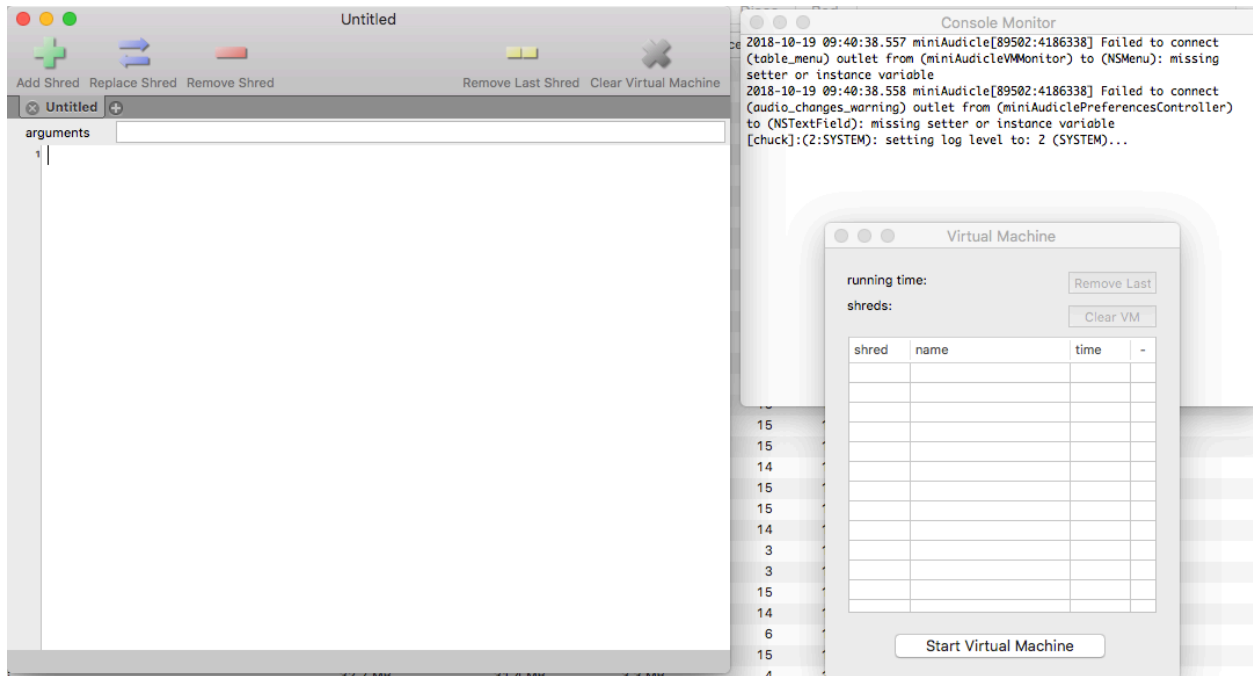 Untitled
Add Shred Replace Shred Remove Shred Remove Last Shred Clear Virtual Machine
Untitled
arguments
1
Console Monitor
2018-10-19 09:40:38.557 miniAudicle[89502:4186338] Failed to connect
(table_menu) outlet from (miniAudicleVMMonitor) to (NSMenu): missing
setter or instance variable
2018-10-19 09:40:38.558 miniAudicle[89502:4186338] Failed to connect
(audio_changes_warning) outlet from (miniAudiclePreferencesController)
to (NSTextField): missing setter or instance variable
[chuck]:(2:SYSTEM): setting log level to: 2 (SYSTEM)...
Virtual Machine
running time:
Remove Last
shreds:
Clear VM
shred name time -
Start Virtual Machine
15
15
14
15
15
14
3
3
15
14
6
15